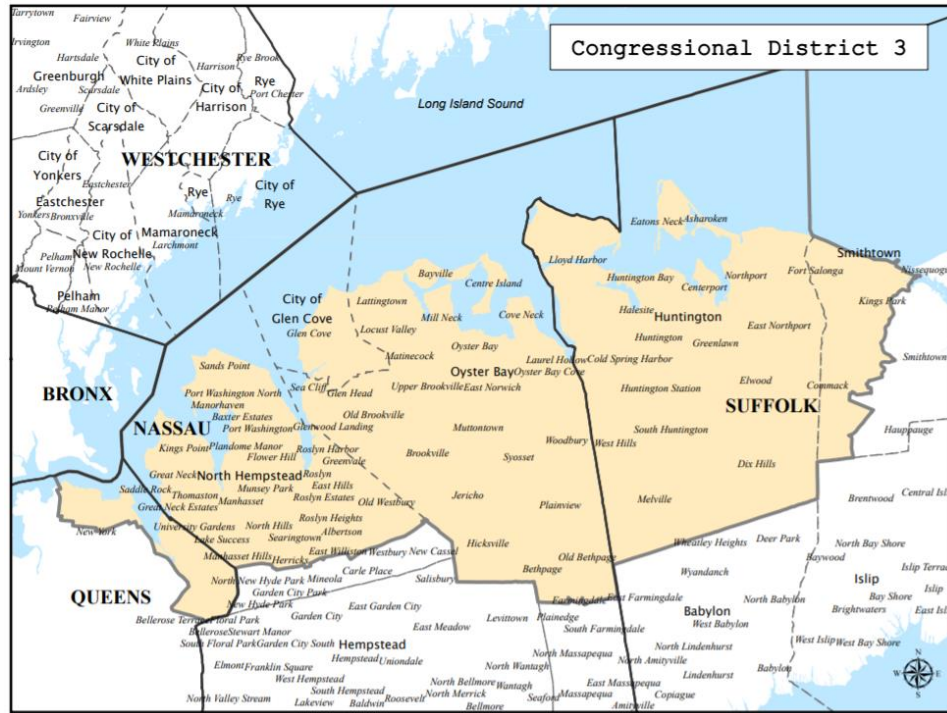 Congressional District 3
Tarrytown
Fairview
Irvington
White Plains
Hartsdale
City of
White Plains
Harrison
Rye Brook
Greenburgh
Ardsley
Scarsdale
Rye
Port Chester
City of
Harrison
Greenville
City of
Scarsdale
Long Island Sound
WESTCHESTER
City of
Yonkers
Eastchester
Eastchester
Rye
Rye
City of
Rye
Yonkers
Bronxville
Mamaroneck
City of
New Rochelle
Mamaroneck
Larchmont
Pelham
Mount Vernon
New Rochelle
Pelham
Pelham Manor
Eatons Neck
Asharoken
Smithtown
Lloyd Harbor
Bayville
Centre Island
Huntington Bay
Northport
Fort Salonga
Centerport
City of
Glen Cove
Glen Cove
Lattingtown
Mill Neck
Cove Neck
Halesite
Huntington
Kings Park
Locust Valley
Huntington
Greenlawn
East Northport
Matinecock
Oyster Bay
Laurel Hollow
Cold Spring Harbor
Smithtown
Sands Point
Oyster Bay
Oyster Bay Cove
Sea Cliff
Glen Head
Upper Brookville
East Norwich
Huntington Station
Elwood
Commack
BRONX
Port Washington North
Manorhaven
Baxter Estates
Port Washington
Old Brookville
Glenwood Landing
Muttontown
SUFFOLK
NASSAU
Kings Point
Plandome Manor
Flower Hill
Roslyn Harbor
Greenvale
Brookville
Syosset
Woodbury
West Hills
South Huntington
Hauppauge
Great Neck
North Hempstead
Roslyn
East Hills
Dix Hills
Saddle Rock
Thomaston
Munsey Park
Roslyn Estates
Old Westbury
Jericho
Plainview
Melville
Brentwood
Great Neck Estates
Manhasset
New York
University Gardens
North Hills
Roslyn Heights
Albertson
Lake Success
Searingtown
Hicksville
Manhasset Hills
Herricks
East Williston
Westbury
New Cassel
Old Bethpage
Bethpage
Wheatley Heights
Deer Park
North Bay Shore
Baywood
QUEENS
North New Hyde Park
Mineola
Carle Place
Salisbury
Wyandanch
Islip
Garden City Park
New Hyde Park
Garden City
East Garden City
Levittown
Plainedge
Farmingdale
East Farmingdale
Babylon
North Babylon
Bay Shore
Brightwaters
Islip
Bellerose Terrace
Floral Park
Bellerose
Stewart Manor
East Meadow
South Farmingdale
West Babylon
South Floral Park
Garden City South
Hempstead
North Massapequa
North Lindenhurst
West Islip
West Bay Shore
Elmont
Franklin Square
Hempstead
Uniondale
North Wantagh
North Amityville
Lindenhurst
Babylon
West Hempstead
South Hempstead
North Bellmore
Wantagh
East Massapequa
North Valley Stream
Lakeview
Baldwin
Roosevelt
North Merrick
Bellmore
Seaford
Massapequa
Amityville
Copiague
N
W
E
S